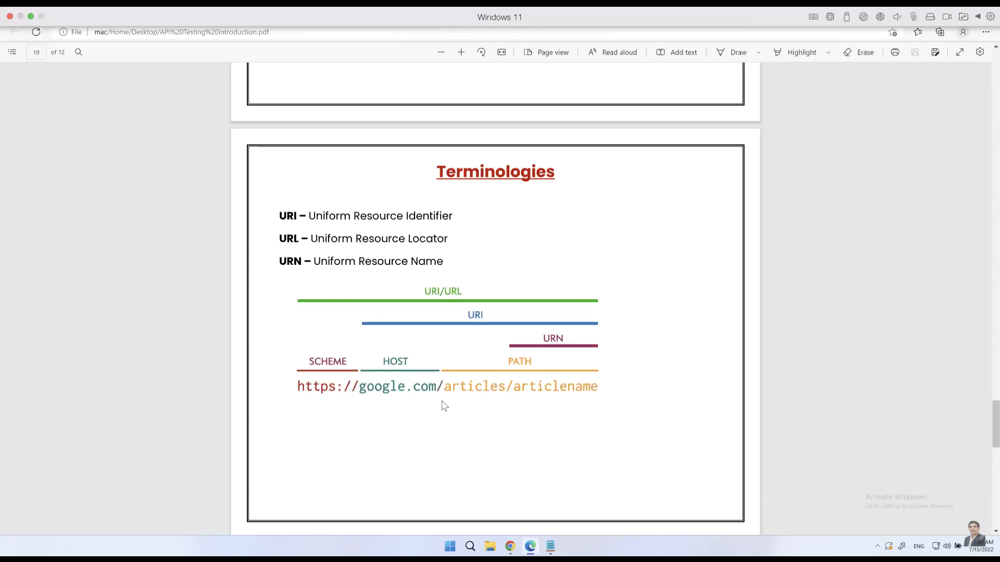 Windows 11
File
mac/Home/Desktop/API%20Testing%20introduction.pdf
10 of 12
Page view
Read aloud
Add text
Draw
Highlight
Erase
Terminologies
URI – Uniform Resource Identifier
URL – Uniform Resource Locator
URN – Uniform Resource Name
URI/URL
URI
URN
SCHEME HOST PATH
https://google.com/articles/articlename
Activate Windows
Go to Settings to activate Windows.
ENG
7:40 AM
7/15/2022